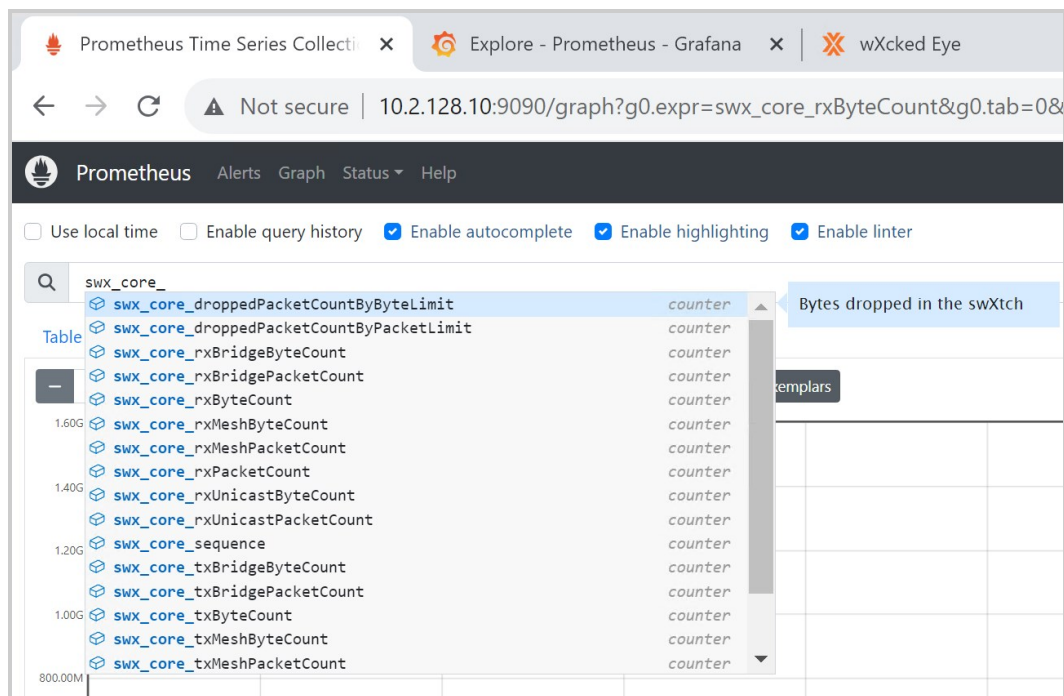 Prometheus Time Series Collecti
Explore - Prometheus - Grafana
wXcked Eye
Not secure 10.2.128.10:9090/graph?g0.expr=swx_core_rxByteCount&g0.tab=0&
Prometheus Alerts Graph Status Help
Use local time Enable query history Enable autocomplete Enable highlighting Enable linter
swx_core_
swx_core_droppedPacketCountByByteLimit counter Bytes dropped in the swXtch
swx_core_droppedPacketCountByPacketLimit counter
Table
swx_core_rxBridgeByteCount counter
swx_core_rxBridgePacketCount counter
emplars
swx_core_rxByteCount counter
1.60G swx_core_rxMeshByteCount counter
swx_core_rxMeshPacketCount counter
swx_core_rxPacketCount counter
1.40G swx_core_rxUnicastByteCount counter
swx_core_rxUnicastPacketCount counter
swx_core_sequence counter
1.20G
swx_core_txBridgeByteCount counter
swx_core_txBridgePacketCount counter
1.00G swx_core_txByteCount counter
swx_core_txMeshByteCount counter
swx_core_txMeshPacketCount counter
800.00M